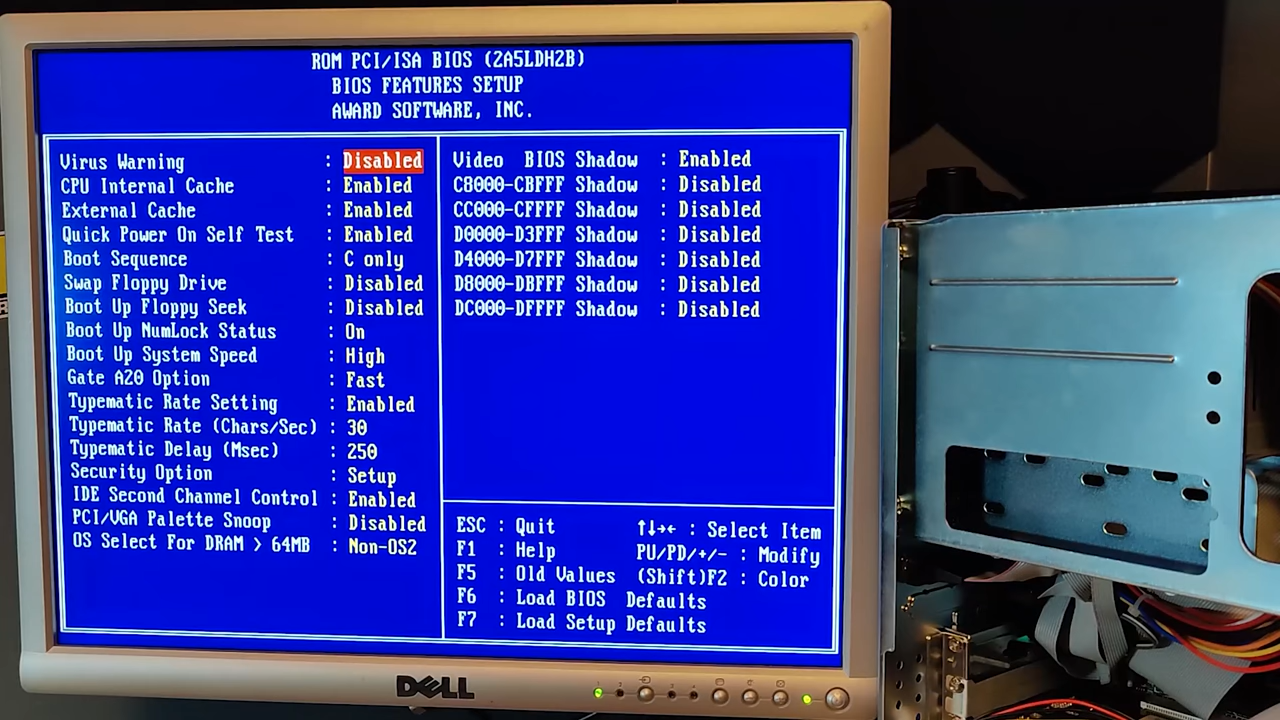 ROM PCI/ISA BIOS (2A5LDH2B)
BIOS FEATURES SETUP
AWARD SOFTWARE, INC.
Virus Warning : Disabled
CPU Internal Cache : Enabled
External Cache : Enabled
Quick Power On Self Test : Enabled
Boot Sequence : C only
Swap Floppy Drive : Disabled
Boot Up Floppy Seek : Disabled
Boot Up NumLock Status : On
Boot Up System Speed : High
Gate A20 Option : Fast
Typematic Rate Setting : Enabled
Typematic Rate (Chars/Sec) : 30
Typematic Delay (Msec) : 250
Security Option : Setup
IDE Second Channel Control : Enabled
PCI/VGA Palette Snoop : Disabled
OS Select For DRAM > 64MB : Non-OS2
Video BIOS Shadow : Enabled
C8000-CBFFF Shadow : Disabled
CC000-CFFFF Shadow : Disabled
D0000-D3FFF Shadow : Disabled
D4000-D7FFF Shadow : Disabled
D8000-DBFFF Shadow : Disabled
DC000-DFFFF Shadow : Disabled
ESC : Quit ↑↓→← : Select Item
F1 : Help PU/PD/+/- : Modify
F5 : Old Values (Shift)F2 : Color
F6 : Load BIOS Defaults
F7 : Load Setup Defaults
DELL